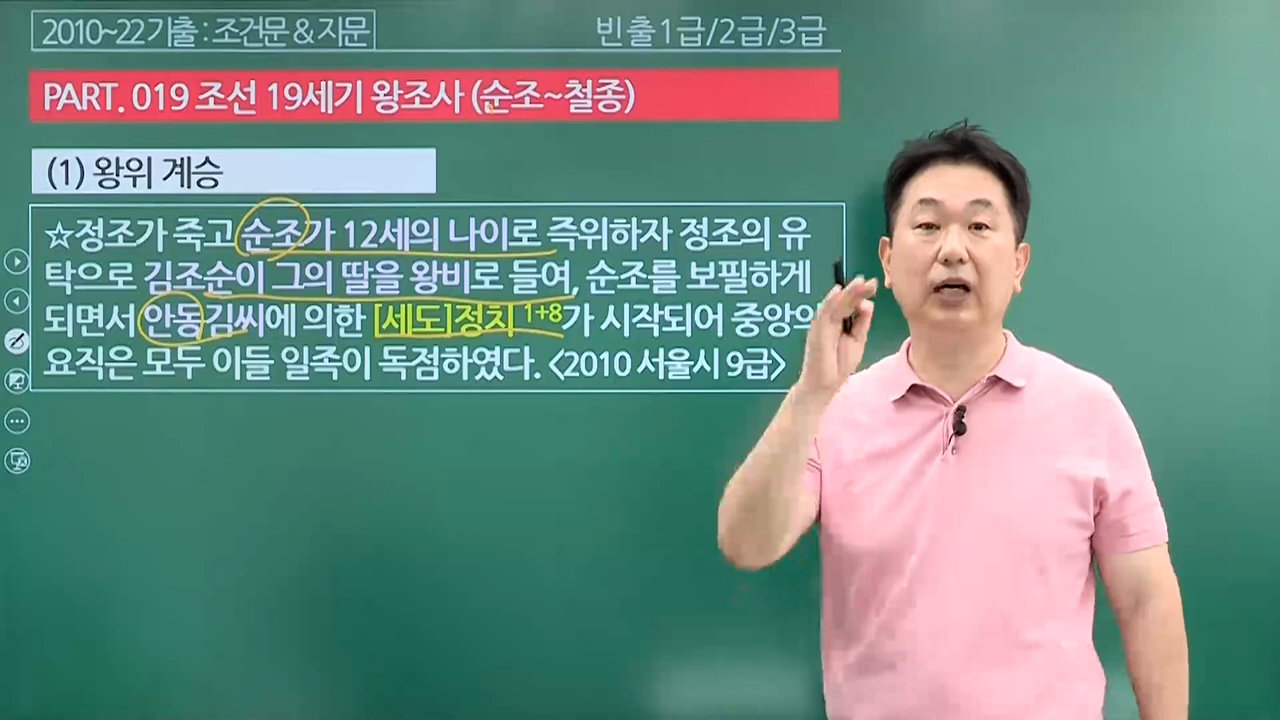 2010~22 기출 : 조건문 & 지문
빈출 1급/2급/3급
PART. 019 조선 19세기 왕조사 (순조~철종)
(1) 왕위 계승
☆정조가 죽고 순조가 12세의 나이로 즉위하자 정조의 유
탁으로 김조순이 그의 딸을 왕비로 들여, 순조를 보필하게
되면서 안동김씨에 의한 [세도]정치 1+8가 시작되어 중앙의
요직은 모두 이들 일족이 독점하였다. <2010 서울시 9급>